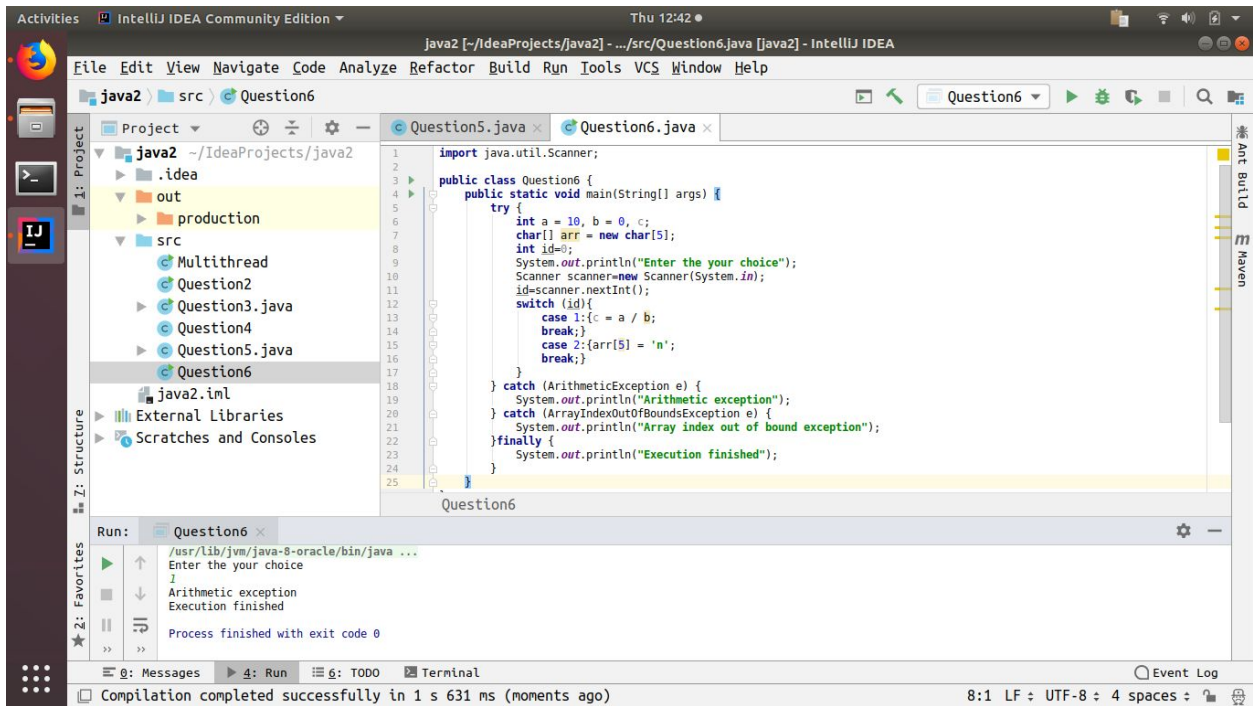 Activities IntelliJ IDEA Community Edition Thu 12:42
java2 [~/IdeaProjects/java2] - .../src/Question6.java [java2] - IntelliJ IDEA
File Edit View Navigate Code Analyze Refactor Build Run Tools VCS Window Help
java2 src Question6 Question6
Project Question5.java Question6.java
1: Project
java2 ~/IdeaProjects/java2
.idea
out
production
src
Multithread
Question2
Question3.java
Question4
Question5.java
Question6
java2.iml
External Libraries
Scratches and Consoles
1 import java.util.Scanner;
2
3 public class Question6 {
4 public static void main(String[] args) {
5 try {
6 int a = 10, b = 0, c;
7 char[] arr = new char[5];
8 int id=0;
9 System.out.println("Enter the your choice");
10 Scanner scanner=new Scanner(System.in);
11 id=scanner.nextInt();
12 switch (id){
13 case 1:{c = a / b;
14 break;}
15 case 2:{arr[5] = 'n';
16 break;}
17 }
18 } catch (ArithmeticException e) {
19 System.out.println("Arithmetic exception");
20 } catch (ArrayIndexOutOfBoundsException e) {
21 System.out.println("Array index out of bound exception");
22 }finally {
23 System.out.println("Execution finished");
24 }
25 }
Question6
Ant Build
m Maven
7: Structure
2: Favorites
Run: Question6
/usr/lib/jvm/java-8-oracle/bin/java ...
Enter the your choice
1
Arithmetic exception
Execution finished
Process finished with exit code 0
0: Messages 4: Run 6: TODO Terminal Event Log
Compilation completed successfully in 1 s 631 ms (moments ago) 8:1 LF UTF-8 4 spaces